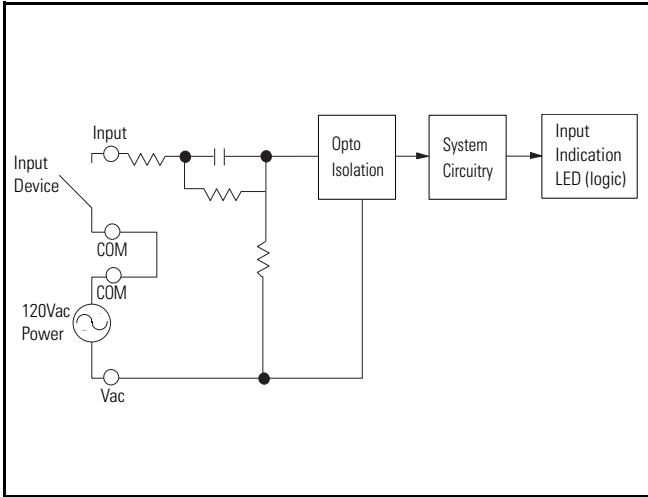 Input
Input
Device
COM
COM
120Vac
Power
Vac
Opto
Isolation
System
Circuitry
Input
Indication
LED (logic)